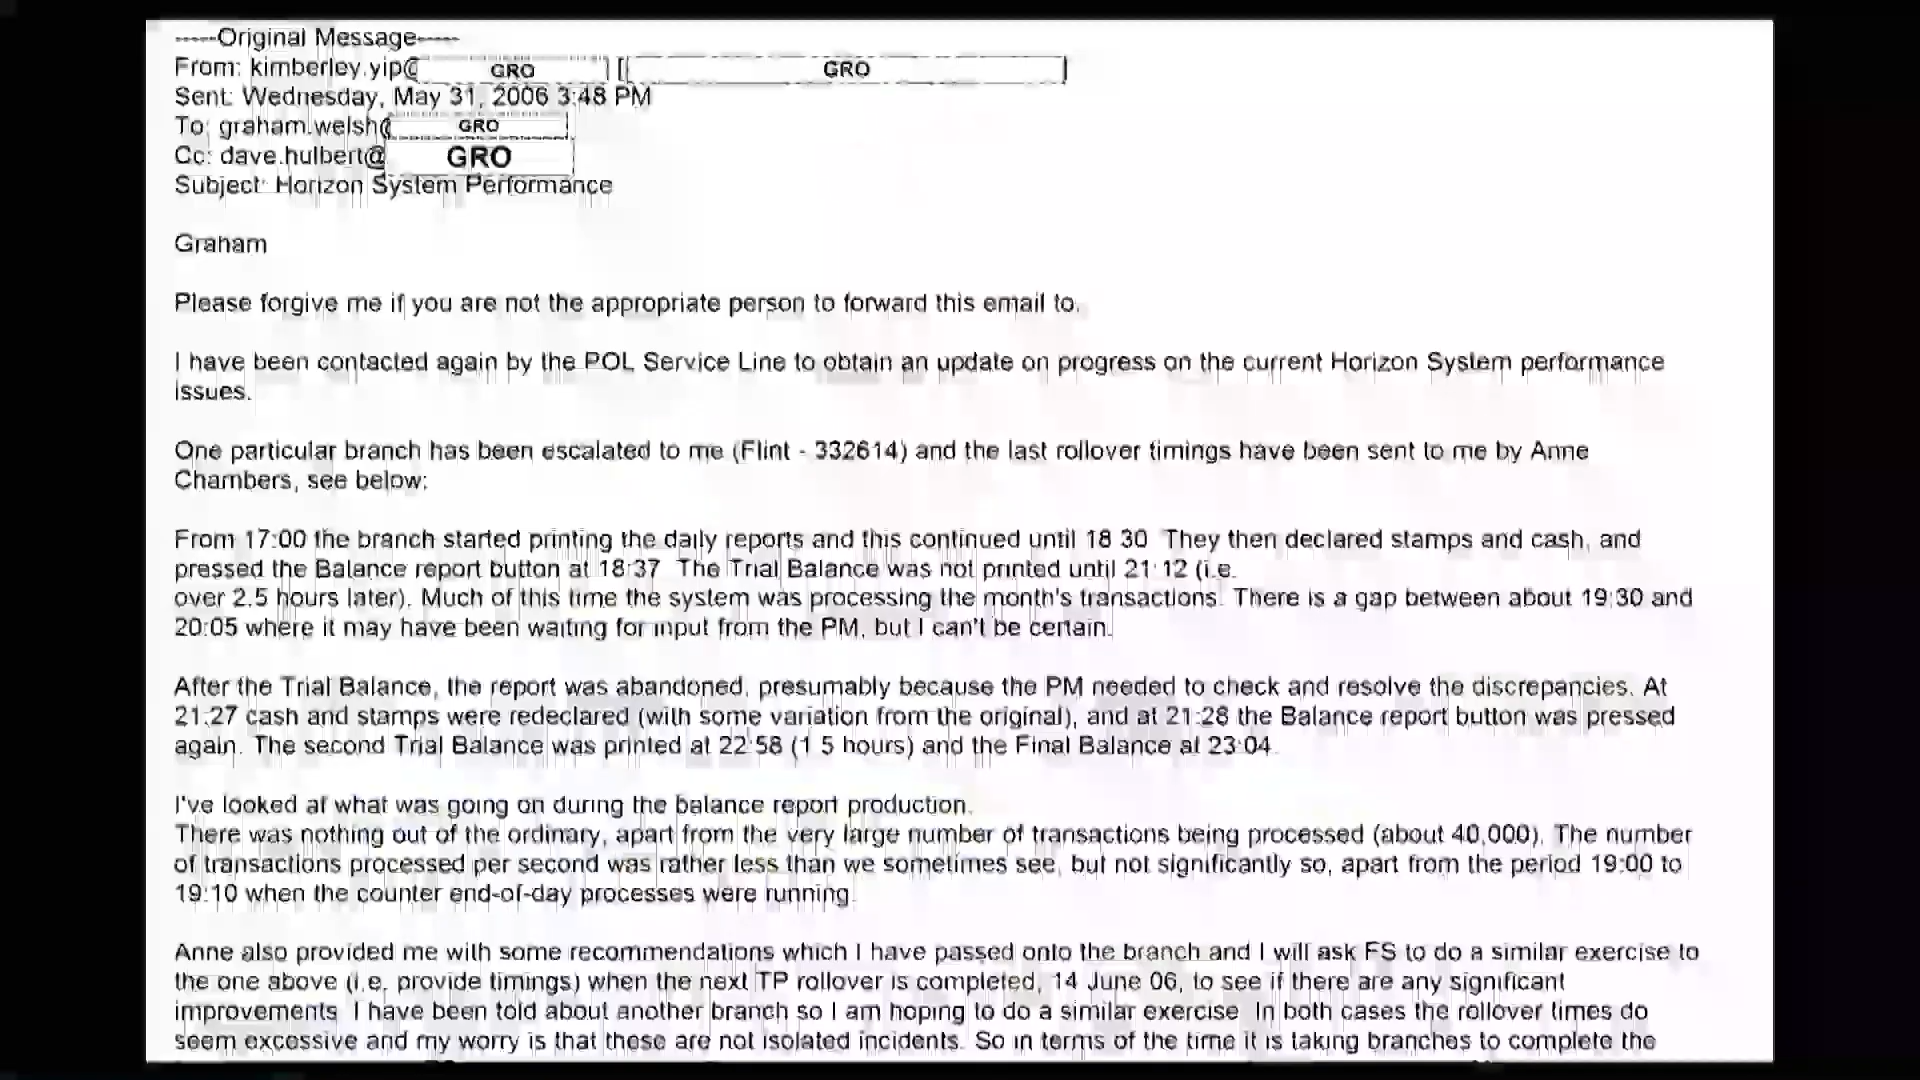 -----Original Message-----
From: kimberley.yip@ GRO [ GRO ]
Sent: Wednesday, May 31, 2006 3:48 PM
To: graham.welsh@ GRO
Cc: dave.hulbert@ GRO
Subject: Horizon System Performance
Graham
Please forgive me if you are not the appropriate person to forward this email to.
I have been contacted again by the POL Service Line to obtain an update on progress on the current Horizon System performance
issues.
One particular branch has been escalated to me (Flint - 332614) and the last rollover timings have been sent to me by Anne
Chambers, see below:
From 17:00 the branch started printing the daily reports and this continued until 18 30 They then declared stamps and cash, and
pressed the Balance report button at 18:37 The Trial Balance was not printed until 21:12 (i.e.
over 2.5 hours later). Much of this time the system was processing the month's transactions. There is a gap between about 19:30 and
20:05 where it may have been waiting for input from the PM, but I can't be certain.
After the Trial Balance, the report was abandoned, presumably because the PM needed to check and resolve the discrepancies. At
21:27 cash and stamps were redeclared (with some variation from the original), and at 21:28 the Balance report button was pressed
again. The second Trial Balance was printed at 22:58 (1 5 hours) and the Final Balance at 23:04.
I've looked at what was going on during the balance report production.
There was nothing out of the ordinary, apart from the very large number of transactions being processed (about 40,000). The number
of transactions processed per second was rather less than we sometimes see, but not significantly so, apart from the period 19:00 to
19:10 when the counter end-of-day processes were running.
Anne also provided me with some recommendations which I have passed onto the branch and I will ask FS to do a similar exercise to
the one above (i.e. provide timings) when the next TP rollover is completed, 14 June 06, to see if there are any significant
improvements I have been told about another branch so I am hoping to do a similar exercise In both cases the rollover times do
seem excessive and my worry is that these are not isolated incidents. So in terms of the time it is taking branches to complete the